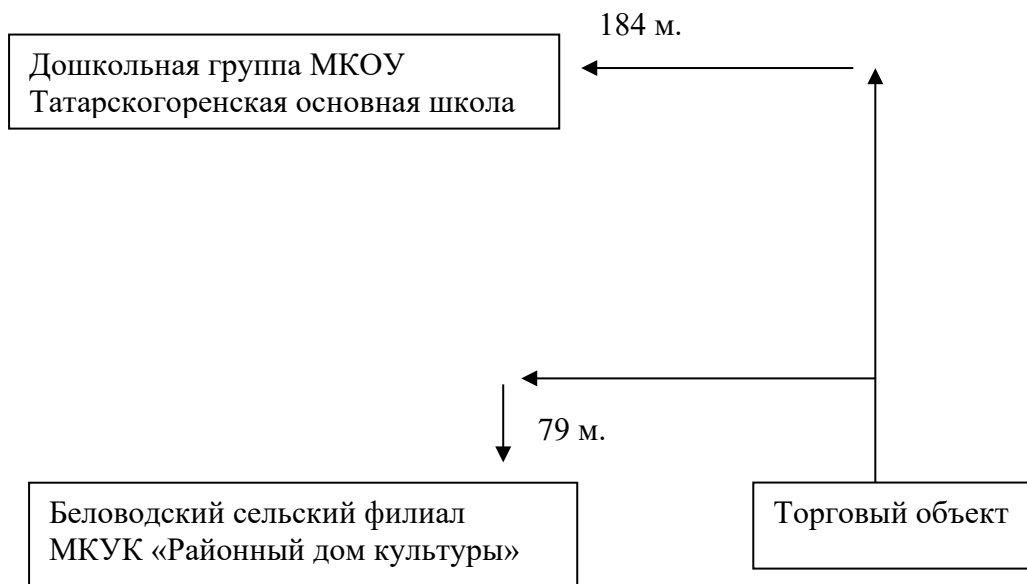 184 м.
Дошкольная группа МКОУ
Татарскогоренская основная школа
79 м.
Беловодский сельский филиал
МКУК «Районный дом культуры»
Торговый объект